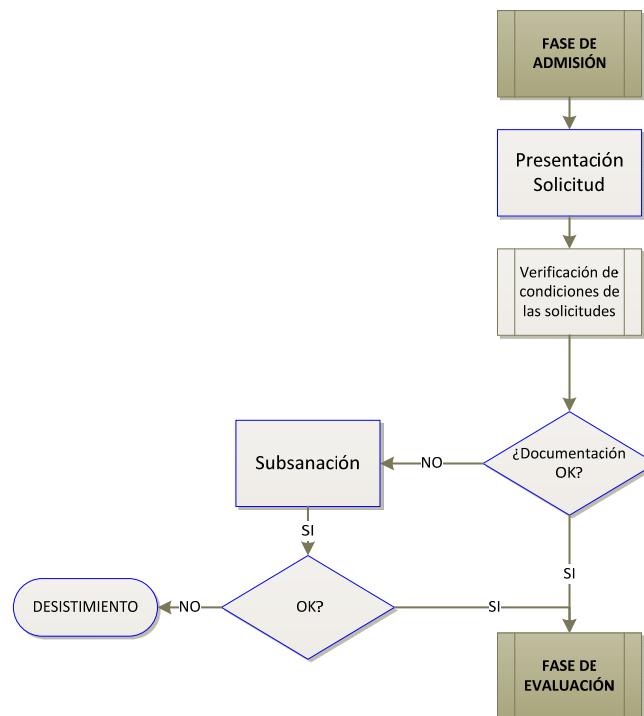 FASE DE
ADMISIÓN
Presentación
Solicitud
Verificación de
condiciones de
las solicitudes
¿Documentación
OK?
NO
Subsanación
SI
SI
OK?
NO
DESISTIMIENTO
SI
FASE DE
EVALUACIÓN